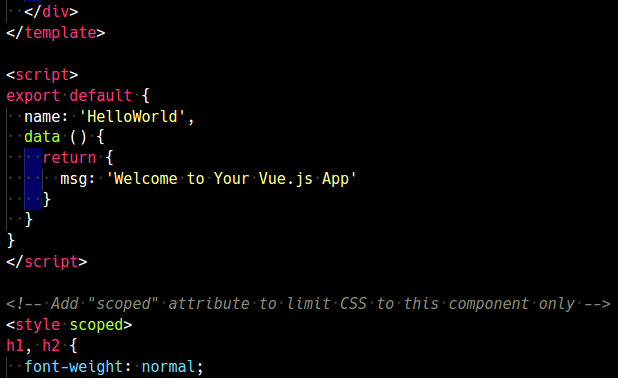 </div>
</template>

<script>
export default {
  name: 'HelloWorld',
  data () {
    return {
      msg: 'Welcome to Your Vue.js App'
    }
  }
}
</script>

<!-- Add "scoped" attribute to limit CSS to this component only -->
<style scoped>
h1, h2 {
  font-weight: normal;